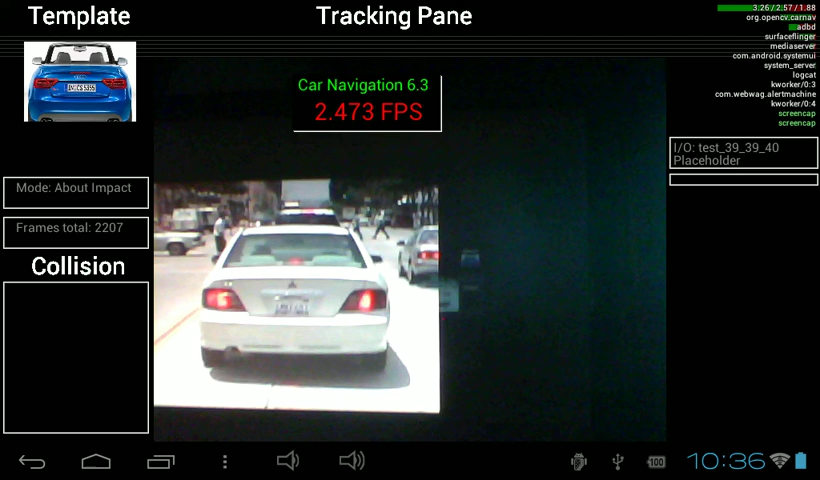 Template
Tracking Pane
3.26 / 2.57 / 1.88
org.opencv.carnav
adbd
surfaceflinger
mediaserver
com.android.systemui
system_server
logcat
kworker/0:3
com.webwag.alertmachine
kworker/0:4
screencap
screencap
Car Navigation 6.3
2.473 FPS
I/O: test_39_39_40
Placeholder
Mode: About Impact
Frames total: 2207
Collision
100
10:36